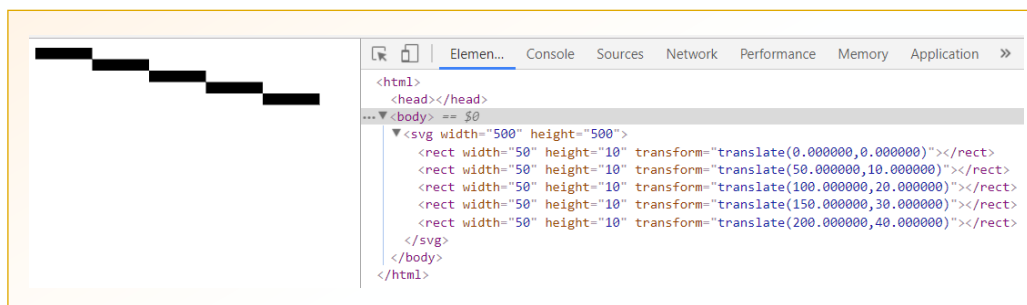 Elemen... Console Sources Network Performance Memory Application »
<html>
<head></head>
...▼<body> == $0
▼<svg width="500" height="500">
<rect width="50" height="10" transform="translate(0.000000,0.000000)"></rect>
<rect width="50" height="10" transform="translate(50.000000,10.000000)"></rect>
<rect width="50" height="10" transform="translate(100.000000,20.000000)"></rect>
<rect width="50" height="10" transform="translate(150.000000,30.000000)"></rect>
<rect width="50" height="10" transform="translate(200.000000,40.000000)"></rect>
</svg>
</body>
</html>